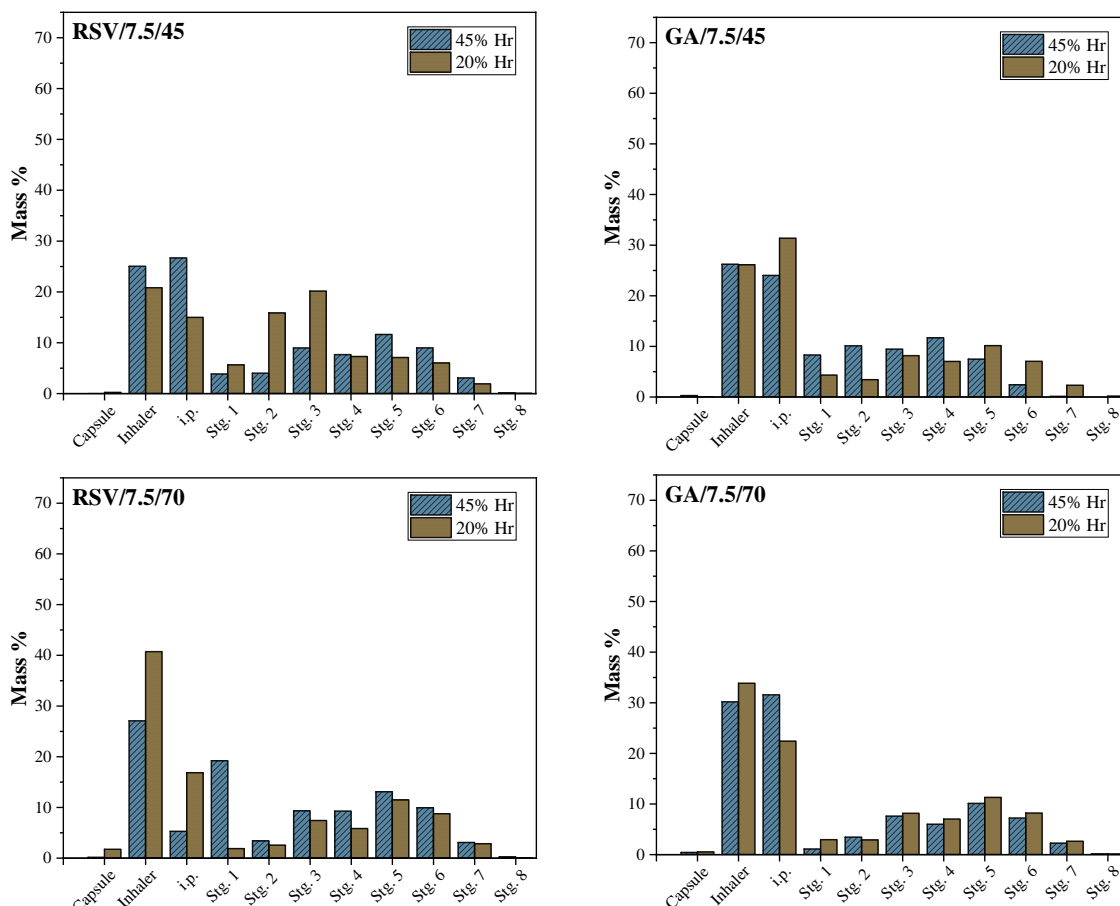 RSV/7.5/45
45% Hr
20% Hr
Mass %
70
60
50
40
30
20
10
0
Capsule
Inhaler
i.p.
Stg. 1
Stg. 2
Stg. 3
Stg. 4
Stg. 5
Stg. 6
Stg. 7
Stg. 8
GA/7.5/45
45% Hr
20% Hr
Mass %
70
60
50
40
30
20
10
0
Capsule
Inhaler
i.p.
Stg. 1
Stg. 2
Stg. 3
Stg. 4
Stg. 5
Stg. 6
Stg. 7
Stg. 8
RSV/7.5/70
45% Hr
20% Hr
Mass %
70
60
50
40
30
20
10
0
Capsule
Inhaler
i.p.
Stg. 1
Stg. 2
Stg. 3
Stg. 4
Stg. 5
Stg. 6
Stg. 7
Stg. 8
GA/7.5/70
45% Hr
20% Hr
Mass %
70
60
50
40
30
20
10
0
Capsule
Inhaler
i.p.
Stg. 1
Stg. 2
Stg. 3
Stg. 4
Stg. 5
Stg. 6
Stg. 7
Stg. 8